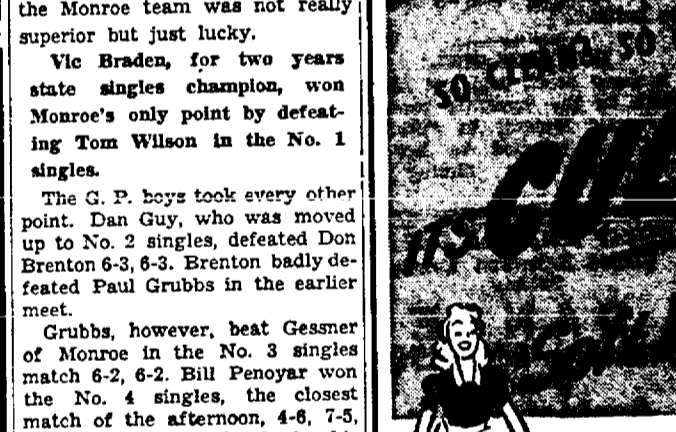 the Monroe team was not really
superior but just lucky.
Vic Braden, for two years
state singles champion, won
Monroe's only point by defeat-
ing Tom Wilson in the No. 1
singles.
The G. P. boys took every other
point. Dan Guy, who was moved
up to No. 2 singles, defeated Don
Brenton 6-3, 6-3. Brenton badly de-
feated Paul Grubbs in the earlier
meet.
Grubbs, however, beat Gessner
of Monroe in the No. 3 singles
match 6-2, 6-2. Bill Penoyar won
the No. 4 singles, the closest
match of the afternoon, 4-6, 7-5,
SO CLEAN? SO
IT'S